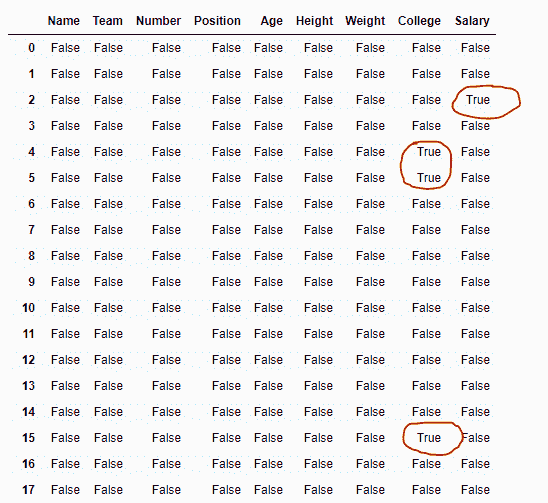 Name Team Number Position Age Height Weight College Salary
0 False False False False False False False False False
1 False False False False False False False False False
2 False False False False False False False False True
3 False False False False False False False False False
4 False False False False False False False True False
5 False False False False False False False True False
6 False False False False False False False False False
7 False False False False False False False False False
8 False False False False False False False False False
9 False False False False False False False False False
10 False False False False False False False False False
11 False False False False False False False False False
12 False False False False False False False False False
13 False False False False False False False False False
14 False False False False False False False False False
15 False False False False False False False True False
16 False False False False False False False False False
17 False False False False False False False False False